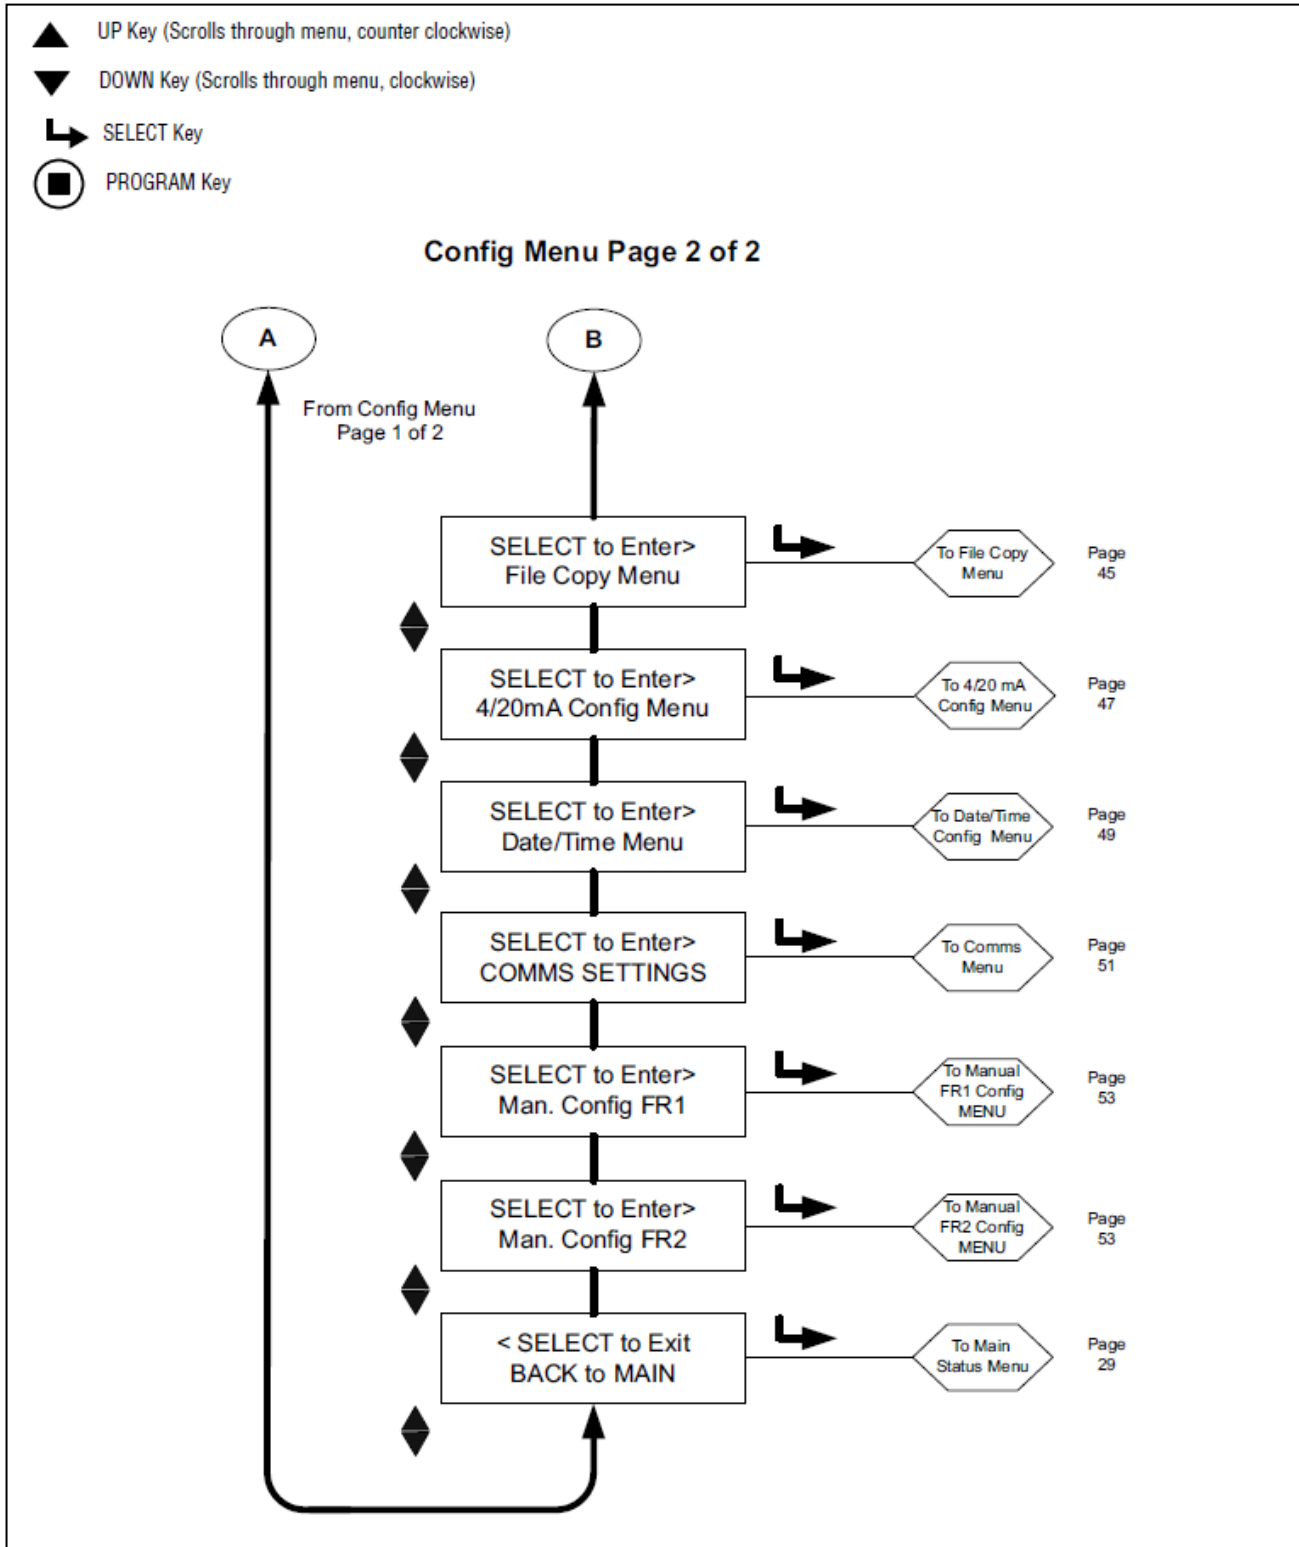 UP Key (Scrolls through menu, counter clockwise)
DOWN Key (Scrolls through menu, clockwise)
SELECT Key
PROGRAM Key
Config Menu Page 2 of 2
A
B
From Config Menu
Page 1 of 2
SELECT to Enter>
File Copy Menu
To File Copy
Menu
Page
45
SELECT to Enter>
4/20mA Config Menu
To 4/20 mA
Config Menu
Page
47
SELECT to Enter>
Date/Time Menu
To Date/Time
Config Menu
Page
49
SELECT to Enter>
COMMS SETTINGS
To Comms
Menu
Page
51
SELECT to Enter>
Man. Config FR1
To Manual
FR1 Config
MENU
Page
53
SELECT to Enter>
Man. Config FR2
To Manual
FR2 Config
MENU
Page
53
< SELECT to Exit
BACK to MAIN
To Main
Status Menu
Page
29